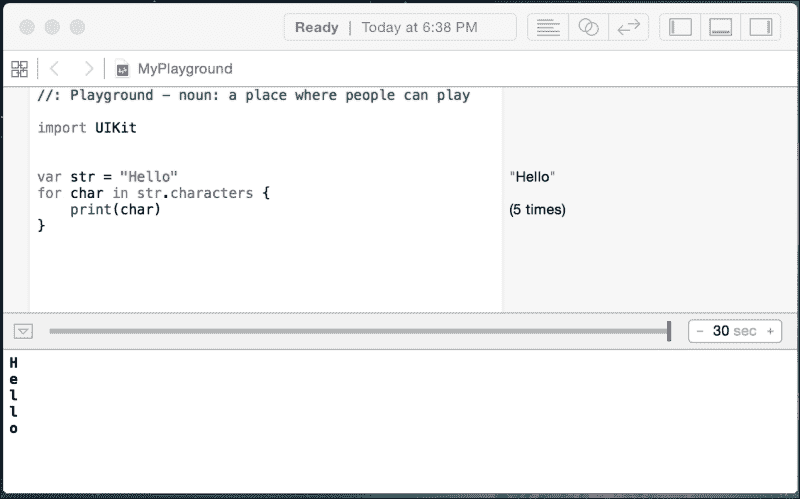 Ready | Today at 6:38 PM
MyPlayground
//: Playground - noun: a place where people can play
import UIKit
var str = "Hello"
"Hello"
for char in str.characters {
    print(char)
(5 times)
}
- 30 sec +
H
e
l
l
o